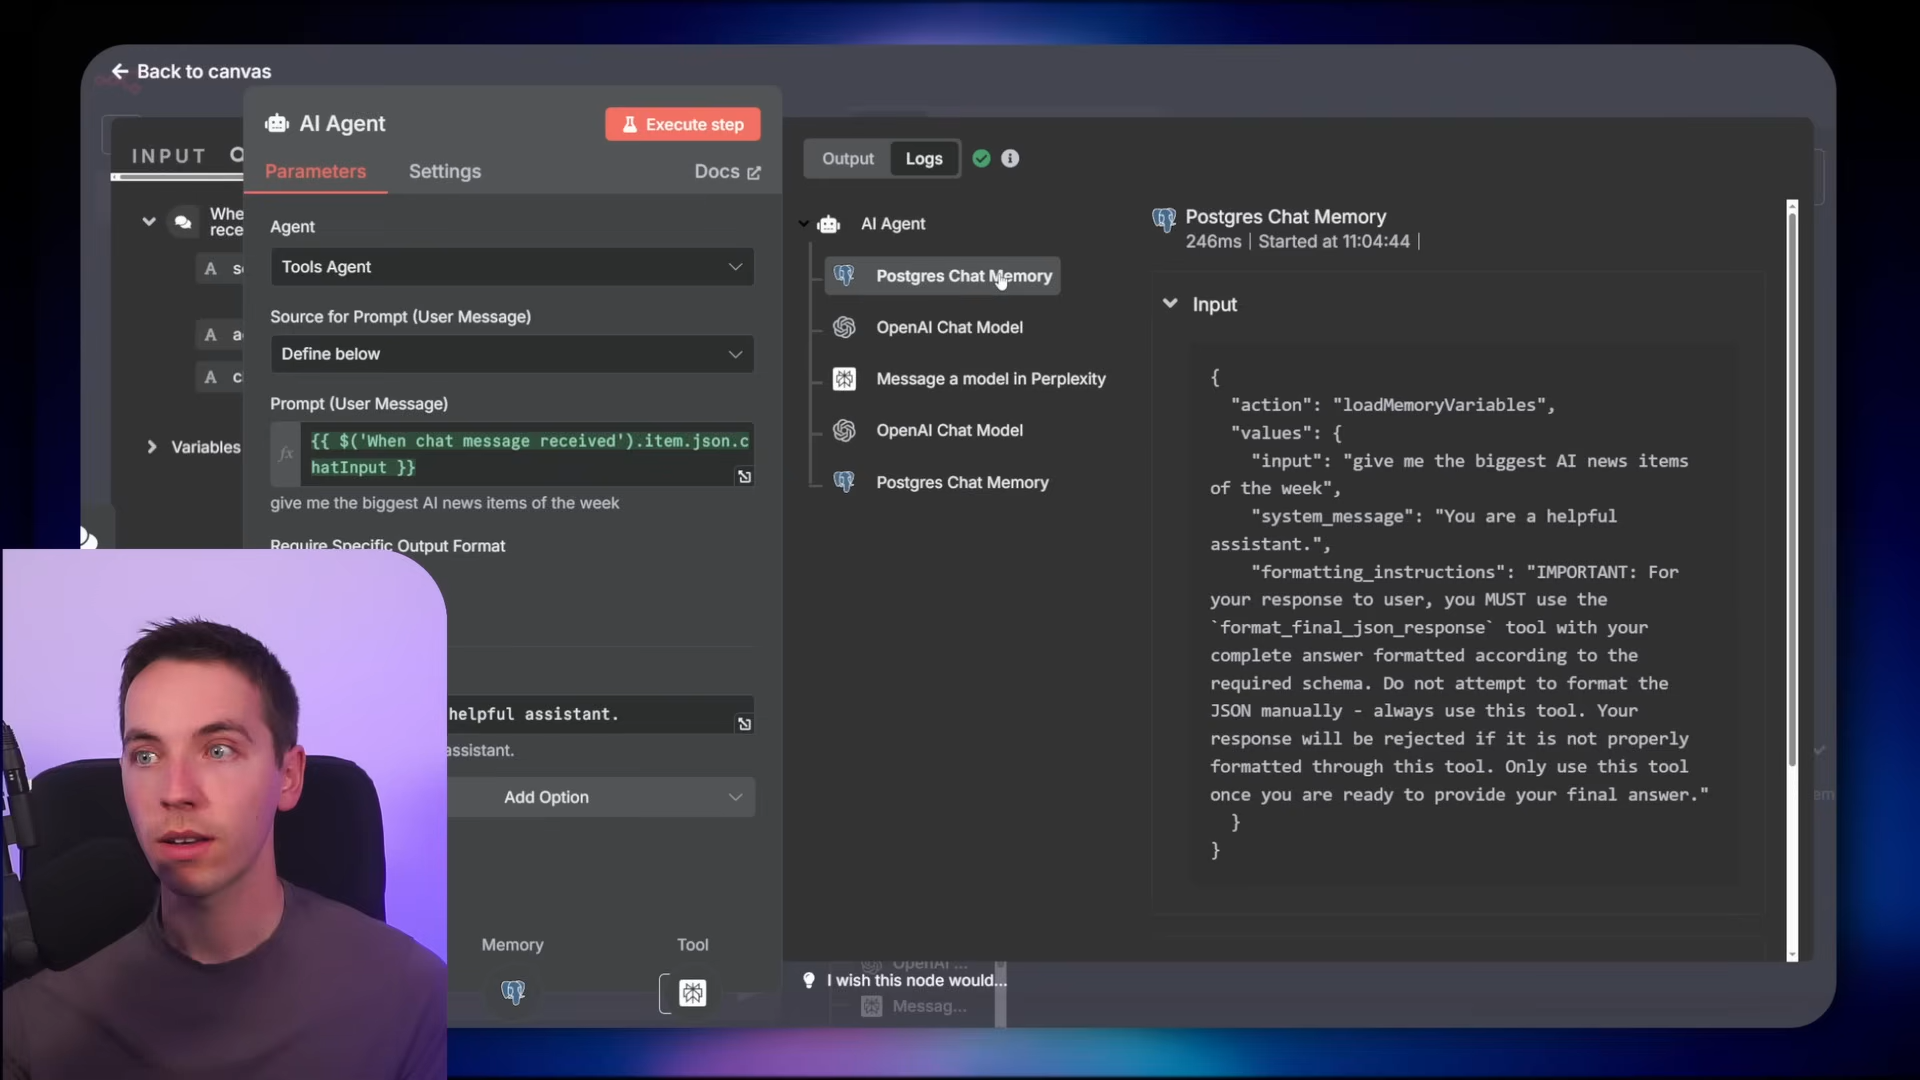 Back to canvas
INPUT
Whe
rece
A s
A a
A c
Variables
AI Agent
Execute step
Parameters
Settings
Docs
Agent
Tools Agent
Source for Prompt (User Message)
Define below
Prompt (User Message)
fx
{{ $('When chat message received').item.json.c
hatInput }}
give me the biggest AI news items of the week
Require Specific Output Format
helpful assistant.
assistant.
Add Option
Memory
Tool
Output
Logs
AI Agent
Postgres Chat Memory
OpenAI Chat Model
Message a model in Perplexity
OpenAI Chat Model
Postgres Chat Memory
Postgres Chat Memory
246ms | Started at 11:04:44 |
Input
{
"action": "loadMemoryVariables",
"values": {
"input": "give me the biggest AI news items
of the week",
"system_message": "You are a helpful
assistant.",
"formatting_instructions": "IMPORTANT: For
your response to user, you MUST use the
`format_final_json_response` tool with your
complete answer formatted according to the
required schema. Do not attempt to format the
JSON manually - always use this tool. Your
response will be rejected if it is not properly
formatted through this tool. Only use this tool
once you are ready to provide your final answer."
}
}
OpenAI ...
I wish this node would...
Messag...